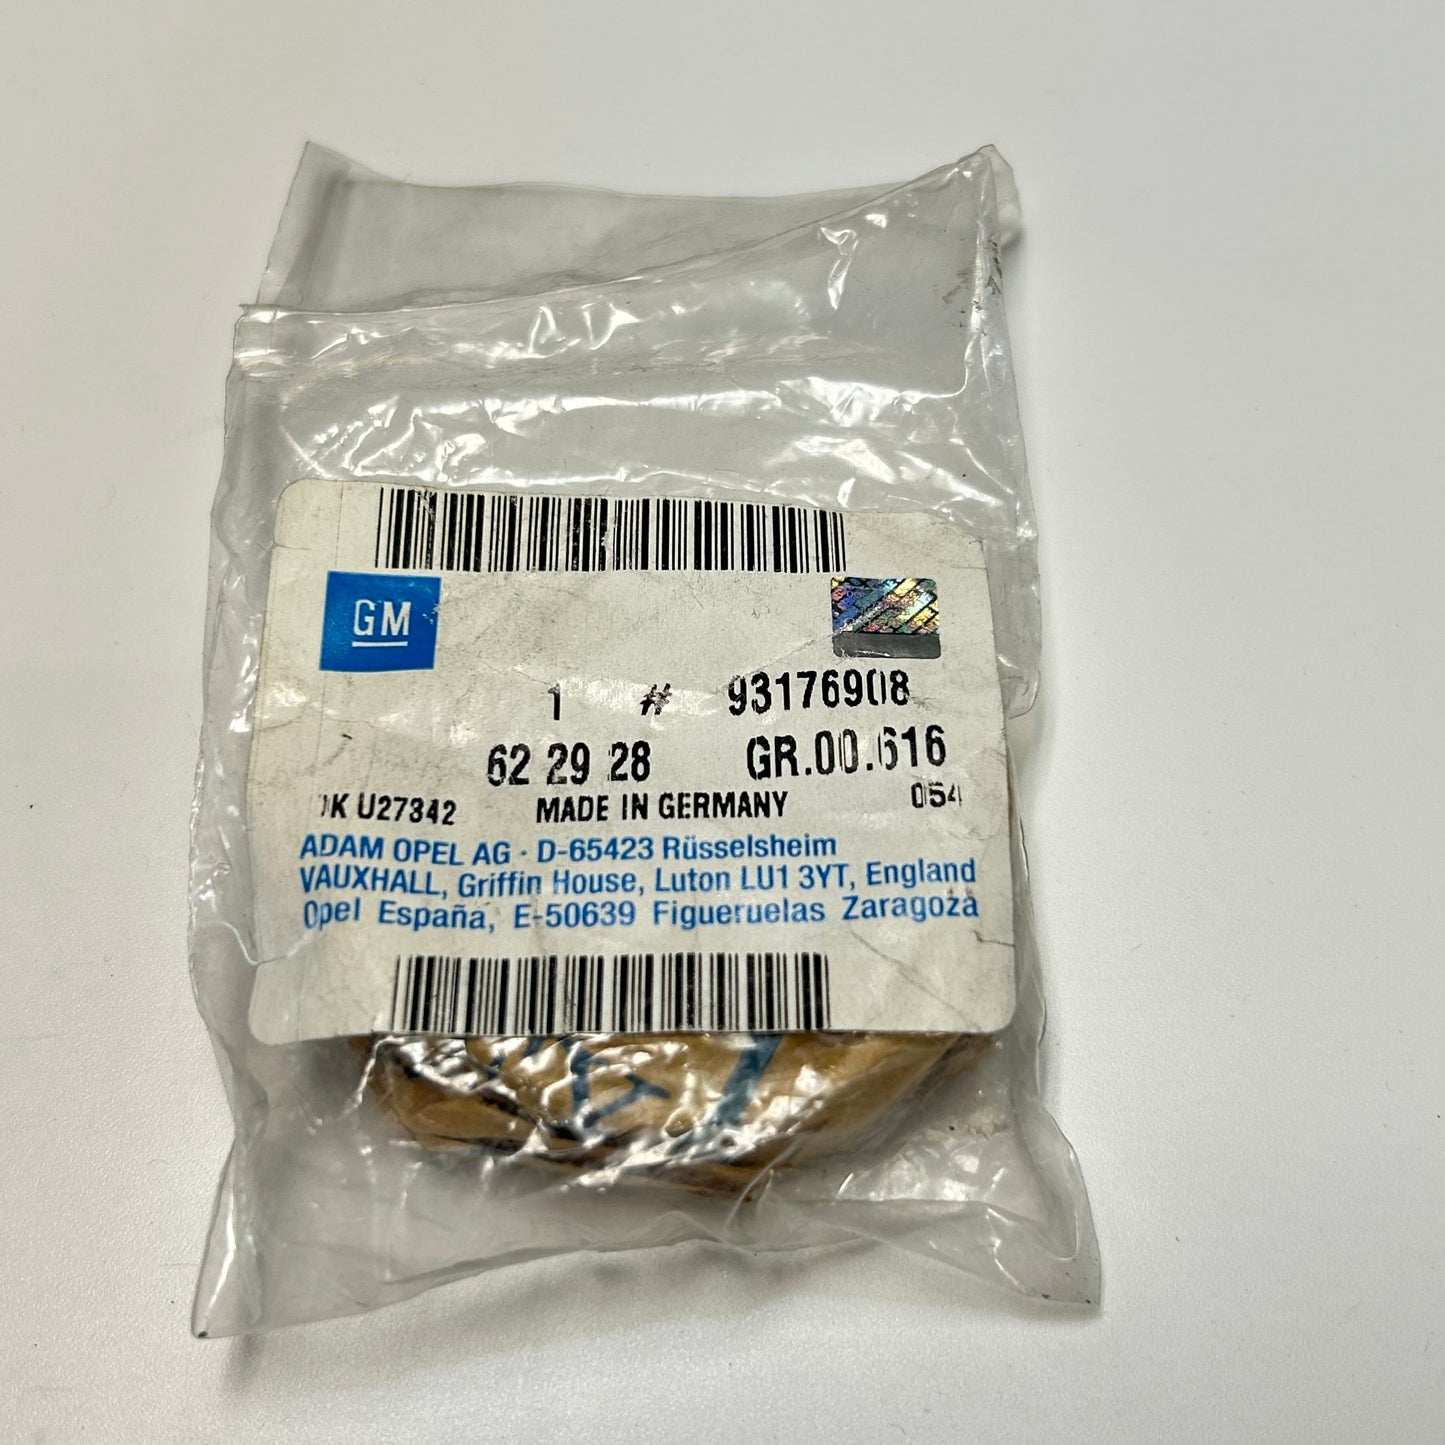 GM
1 # 93176908
62 29 28 GR.00.616
K U27342 MADE IN GERMANY 054
ADAM OPEL AG · D-65423 Rüsselsheim
VAUXHALL, Griffin House, Luton LU1 3YT, England
Opel España, E-50639 Figueruelas Zaragoza